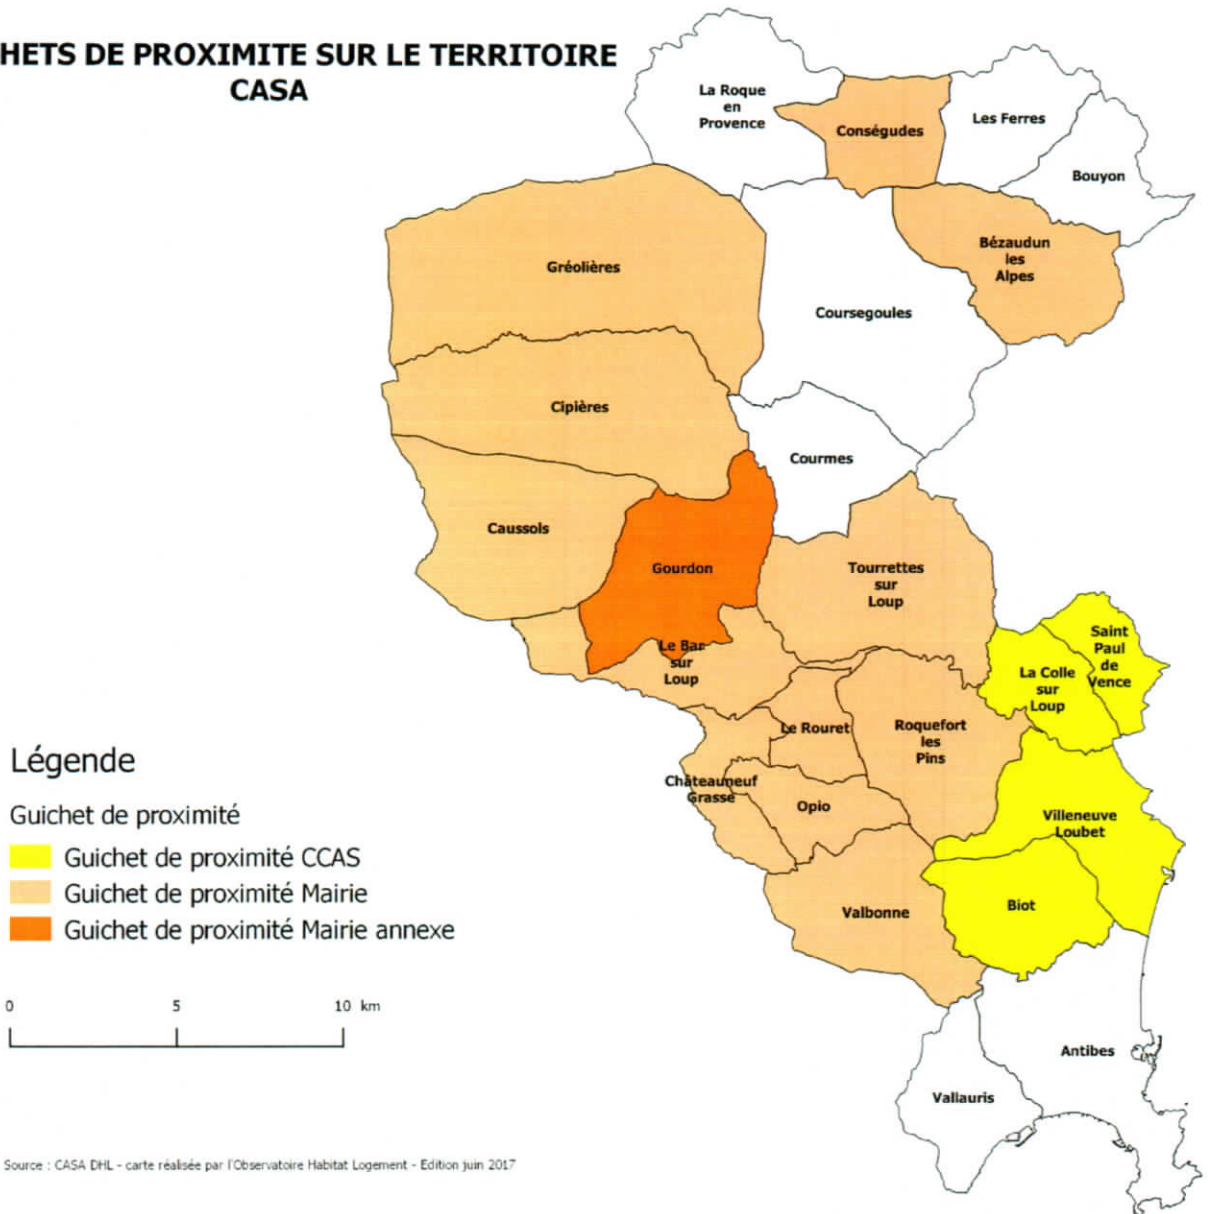 HETS DE PROXIMITE SUR LE TERRITOIRE
CASA
La Roque
en
Provence
Conségudes
Les Ferres
Bouyon
Bézaudun
les
Alpes
Gréolières
Coursegoules
Cipières
Courmes
Caussols
Gourdon
Tourrettes
sur
Loup
Le Bar
sur
Loup
Saint
Paul
de
Vence
La Colle
sur
Loup
Le Rouret
Roquefort
les
Pins
Châteauneuf
Grasse
Opio
Villeneuve
Loubet
Valbonne
Biot
Antibes
Vallauris
Légende
Guichet de proximité
Guichet de proximité CCAS
Guichet de proximité Mairie
Guichet de proximité Mairie annexe
0 5 10 km
Source : CASA DHL - carte réalisée par l'Observatoire Habitat Logement - Edition juin 2017